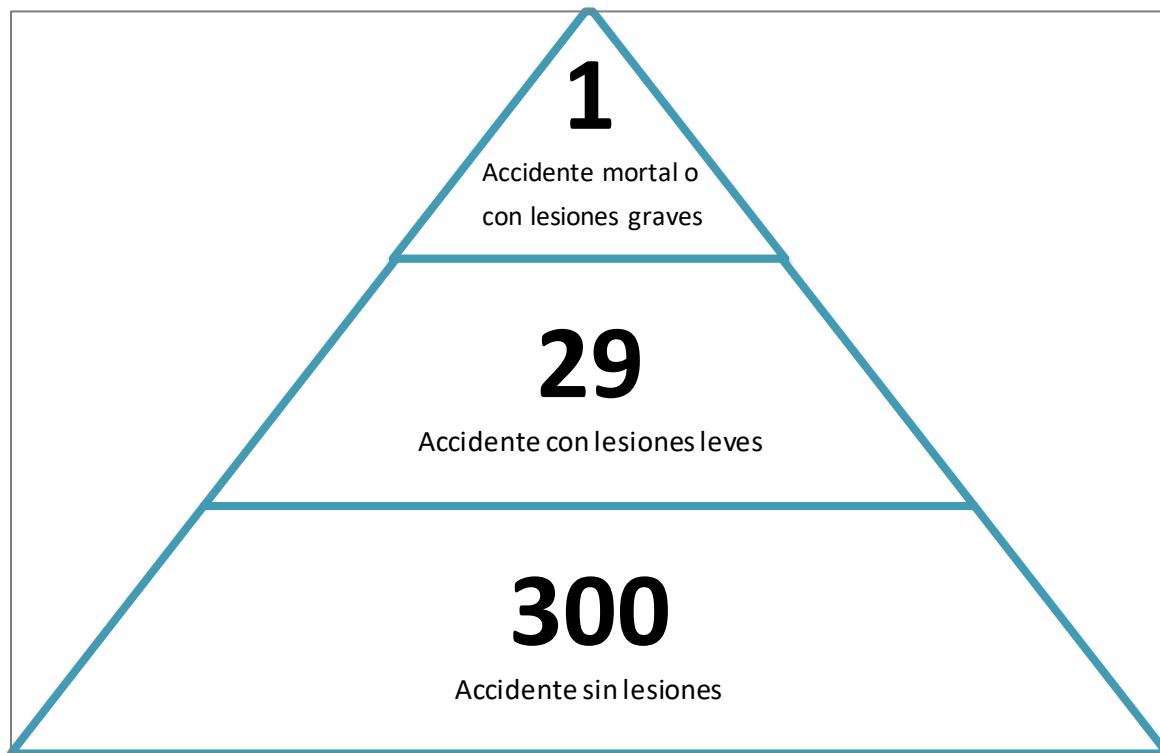 1
Accidente mortal o
con lesiones graves
29
Accidente con lesiones leves
300
Accidente sin lesiones